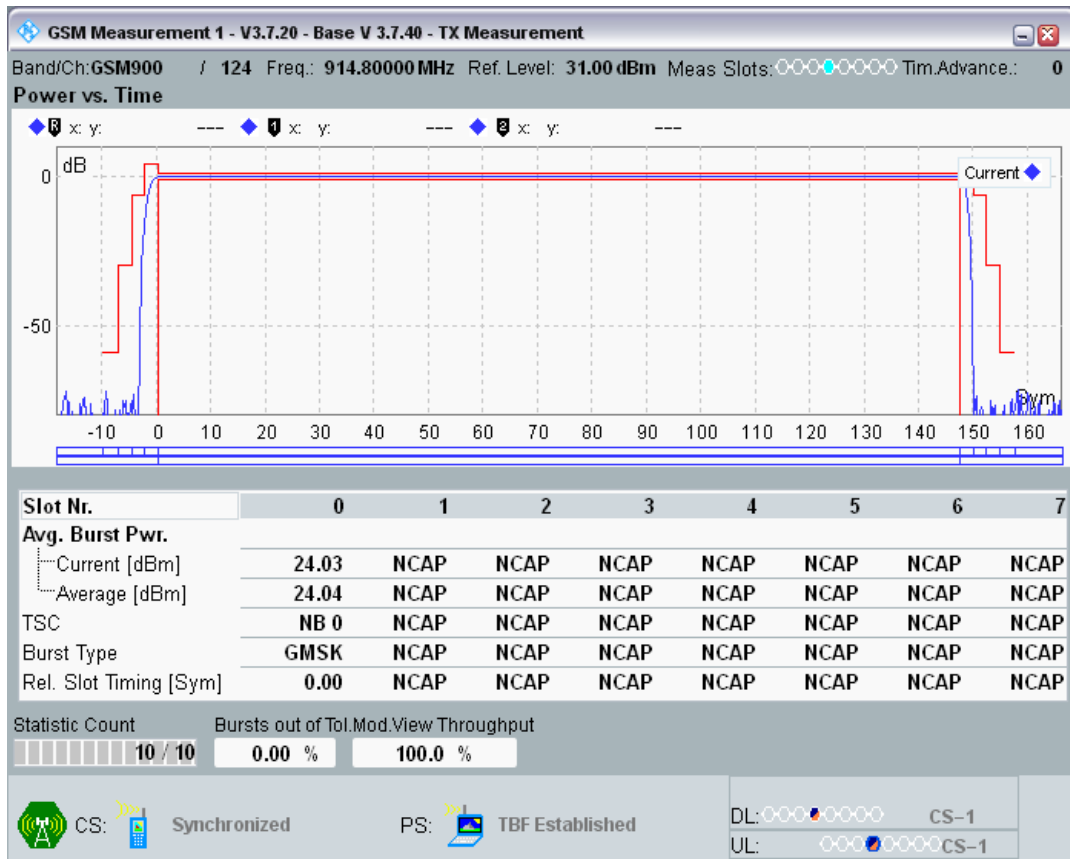 GSM Measurement 1 - V3.7.20 - Base V 3.7.40 - TX Measurement
Band/Ch:GSM900 / 124 Freq.: 914.80000 MHz Ref. Level: 31.00 dBm Meas Slots: Tim.Advance.: 0
Power vs. Time
R x: y: --- 1 x: y: --- 2 x: y: ---
dB
Current
0
-50
Sym
-10 0 10 20 30 40 50 60 70 80 90 100 110 120 130 140 150 160
Slot Nr. 0 1 2 3 4 5 6 7
Avg. Burst Pwr.
Current [dBm] 24.03 NCAP NCAP NCAP NCAP NCAP NCAP NCAP
Average [dBm] 24.04 NCAP NCAP NCAP NCAP NCAP NCAP NCAP
TSC NB 0 NCAP NCAP NCAP NCAP NCAP NCAP NCAP
Burst Type GMSK NCAP NCAP NCAP NCAP NCAP NCAP NCAP
Rel. Slot Timing [Sym] 0.00 NCAP NCAP NCAP NCAP NCAP NCAP NCAP
Statistic Count Bursts out of Tol.Mod.View Throughput
10 / 10 0.00 % 100.0 %
CS: Synchronized PS: TBF Established
DL: CS-1
UL: CS-1